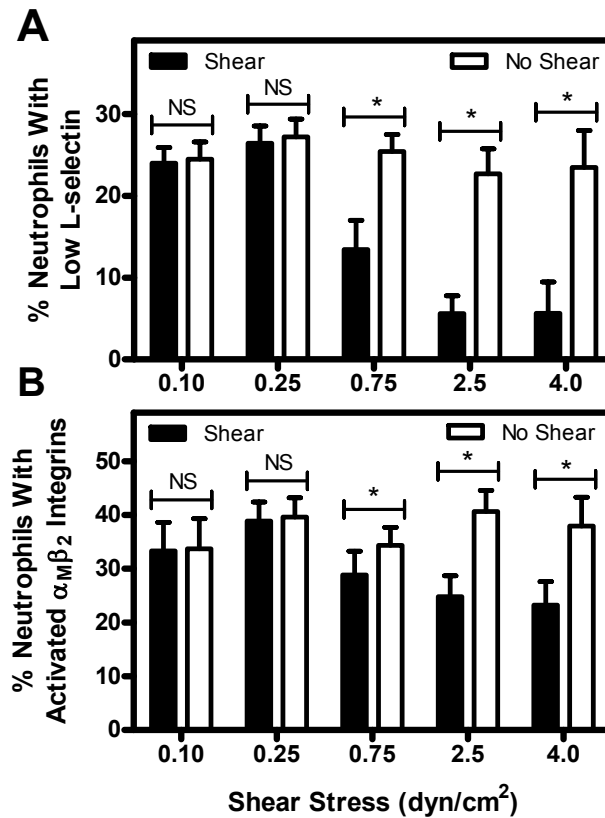 A
Shear
No Shear
NS
NS
*
*
*
% Neutrophils With
Low L-selectin
30
20
10
0
0.10
0.25
0.75
2.5
4.0
B
Shear
No Shear
NS
NS
*
*
*
% Neutrophils With
Activated αMβ2 Integrins
50
40
30
20
10
0
0.10
0.25
0.75
2.5
4.0
Shear Stress (dyn/cm²)